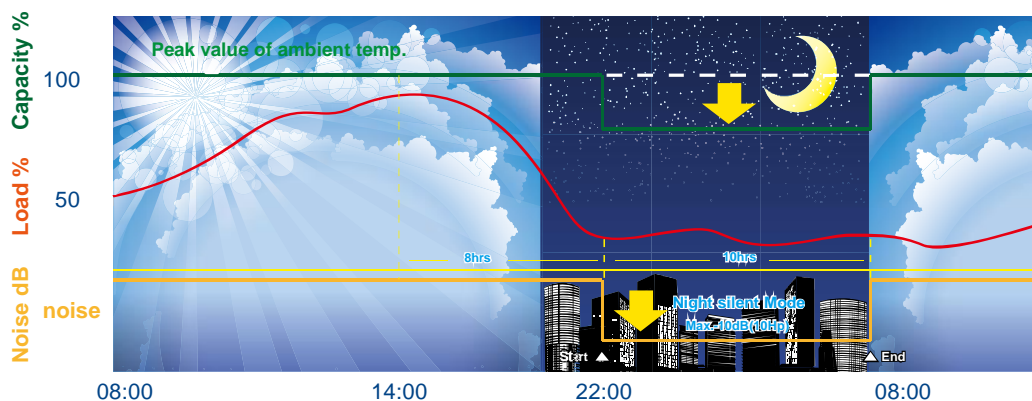 Capacity %
Load %
Noise dB
Peak value of ambient temp.
100
50
8hrs
10hrs
noise
Night silent Mode
Max.-10dB(10Hp)
Start
End
08:00
14:00
22:00
08:00